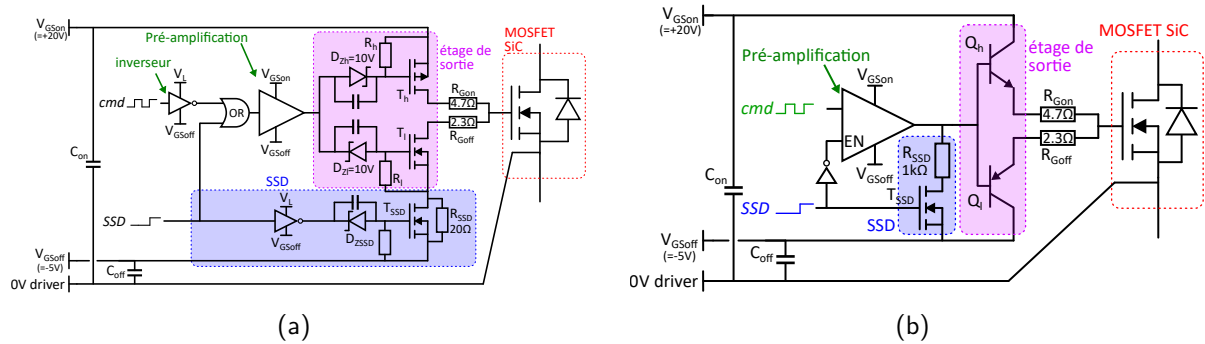 V_GSon
(=+20V)
Pré-amplification
inverseur
V_L
V_GSon
cmd
OR
V_GSoff
V_GSoff
R_h
D_Zh=10V
étage de
sortie
T_h
T_l
D_Zl=10V
R_l
R_Gon
4.7Ω
2.3Ω
R_Goff
MOSFET
SiC
C_on
SSD
SSD
V_L
V_GSoff
D_ZSSD
T_SSD
R_SSD
20Ω
V_GSoff
(=-5V)
C_off
0V driver
(a)
V_GSon
(=+20V)
Pré-amplification
V_GSon
cmd
EN
V_GSoff
Q_h
étage de
sortie
MOSFET SiC
R_Gon
4.7Ω
2.3Ω
R_Goff
C_on
R_SSD
1kΩ
T_SSD
SSD
SSD
Q_l
V_GSoff
(=-5V)
C_off
0V driver
(b)